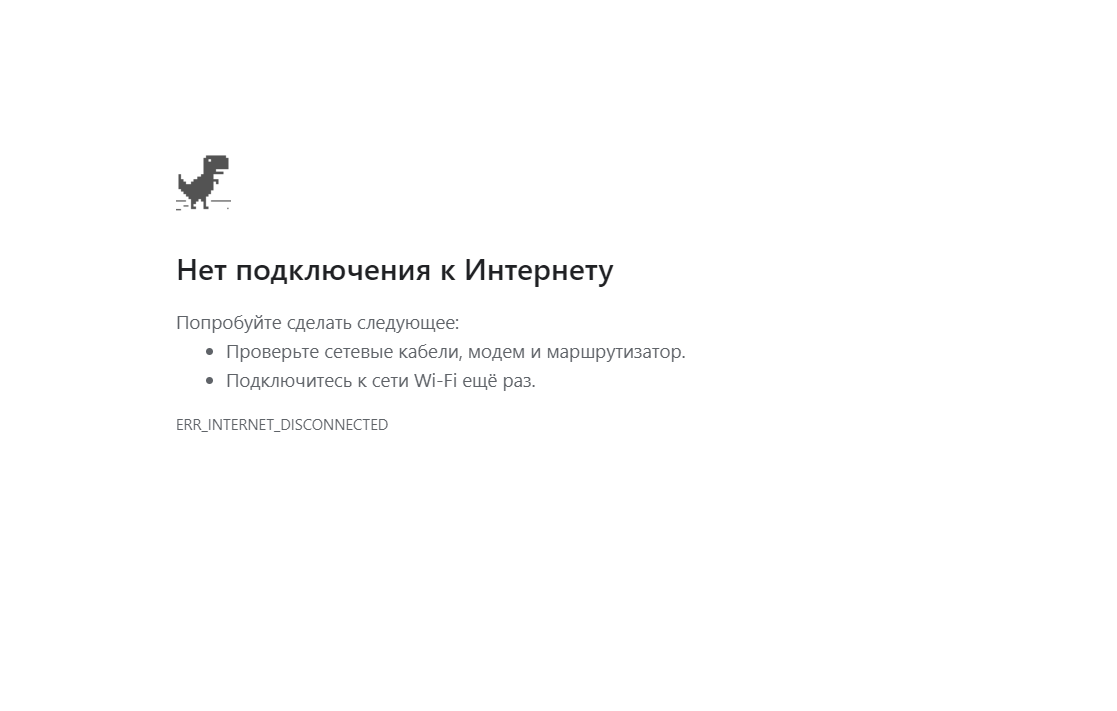 Нет подключения к Интернету
Попробуйте сделать следующее:
Проверьте сетевые кабели, модем и маршрутизатор.
Подключитесь к сети Wi-Fi ещё раз.
ERR_INTERNET_DISCONNECTED